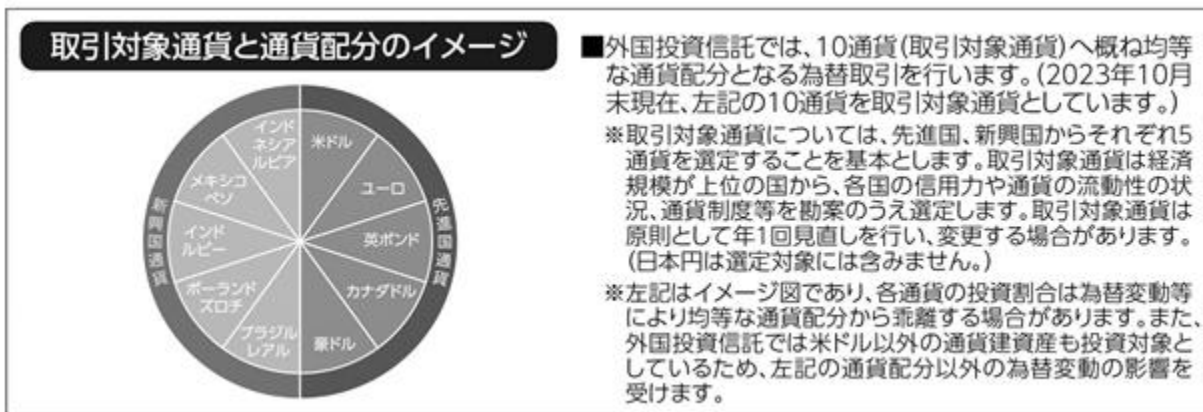 取引対象通貨と通貨配分のイメージ
インド
ネシア
ルピア
米ドル
メキシコ
ペソ
ユーロ
新興国通貨
先進国通貨
インド
ルピー
英ポンド
ポーランド
ズロチ
カナダドル
ブラジル
レアル
豪ドル
■外国投資信託では、10通貨(取引対象通貨)へ概ね均等
な通貨配分となる為替取引を行います。(2023年10月
末現在、左記の10通貨を取引対象通貨としています。)
※取引対象通貨については、先進国、新興国からそれぞれ5
通貨を選定することを基本とします。取引対象通貨は経済
規模が上位の国から、各国の信用力や通貨の流動性の状
況、通貨制度等を勘案のうえ選定します。取引対象通貨は
原則として年1回見直しを行い、変更する場合があります。
(日本円は選定対象には含みません。)
※左記はイメージ図であり、各通貨の投資割合は為替変動等
により均等な通貨配分から乖離する場合があります。また、
外国投資信託では米ドル以外の通貨建資産も投資対象と
しているため、左記の通貨配分以外の為替変動の影響を
受けます。